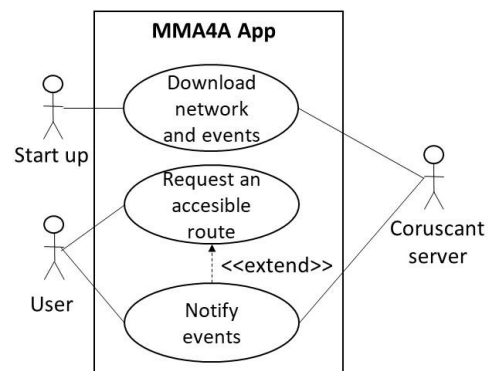 MMA4A App
Download
network
and events
Start up
Request an
accesible
route
Coruscant
server
<<extend>>
User
Notify
events